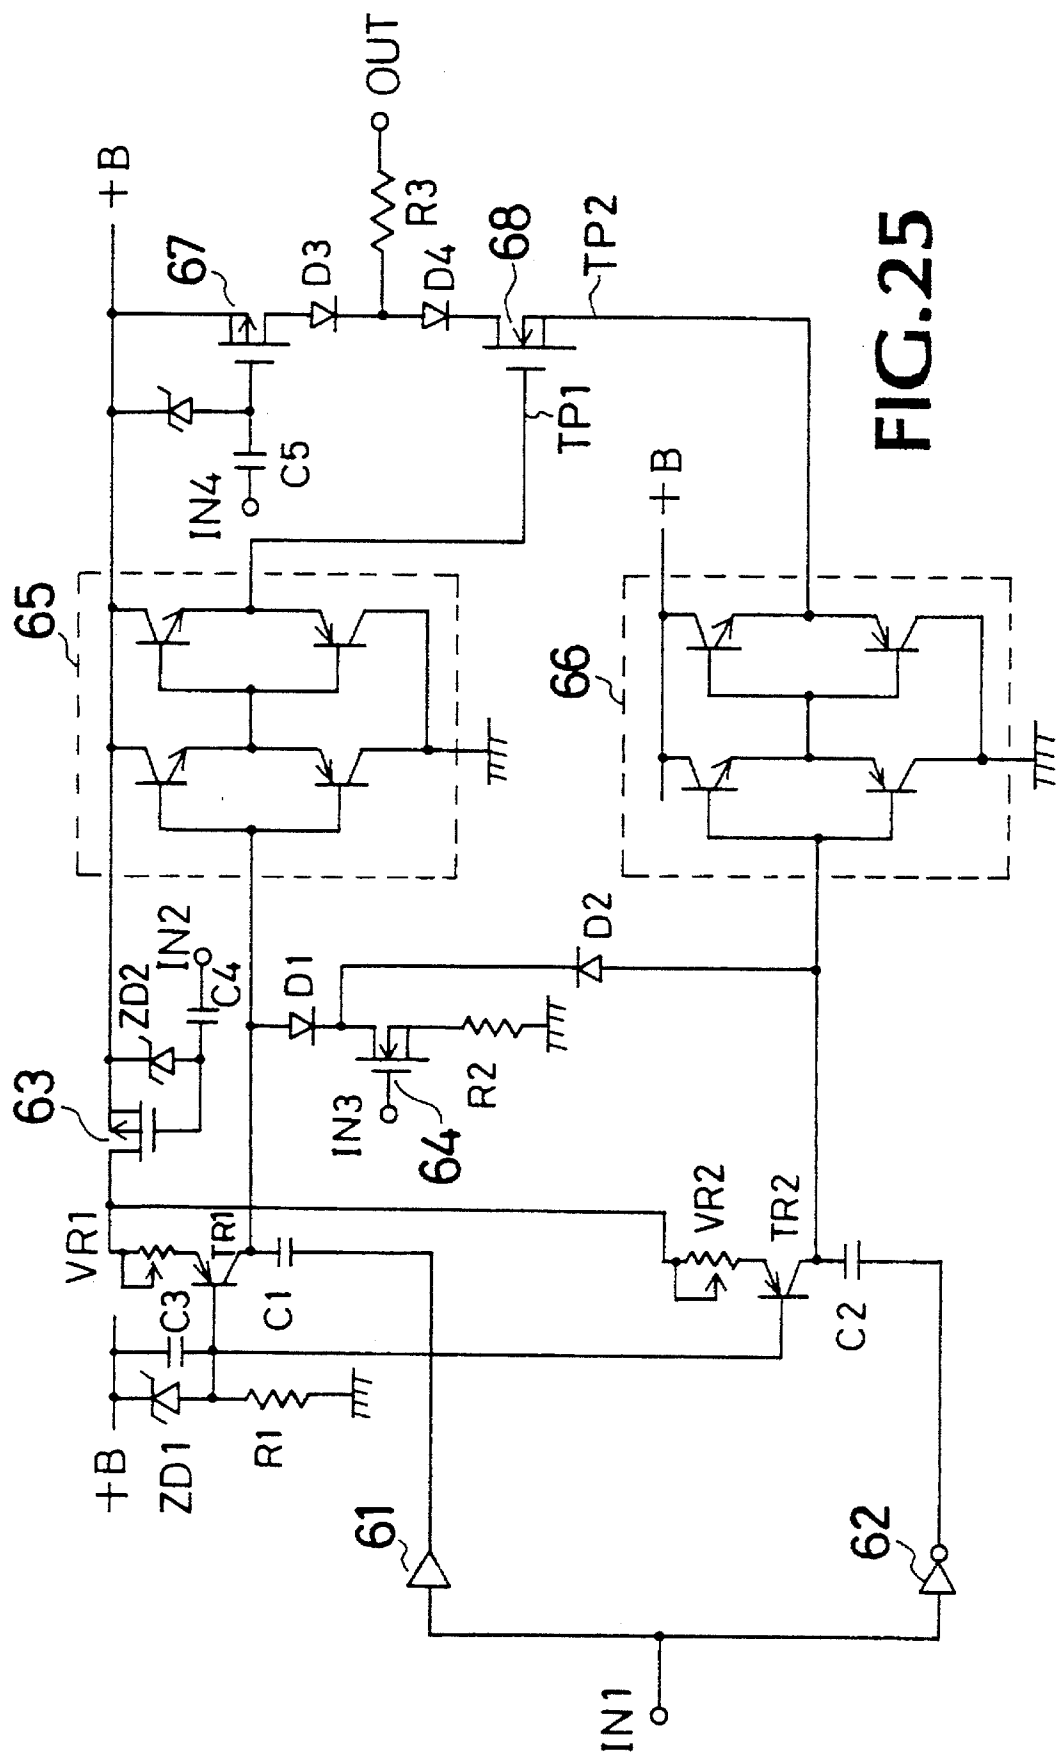 IN1
61
62
+B
ZD1
R1
C3
VR1
TR1
C1
VR2
TR2
C2
63
ZD2
IN2
C4
D1
IN3
64
R2
D2
65
66
+B
IN4
C5
67
+B
D3
D4
R3
OUT
68
TP1
TP2
FIG.25